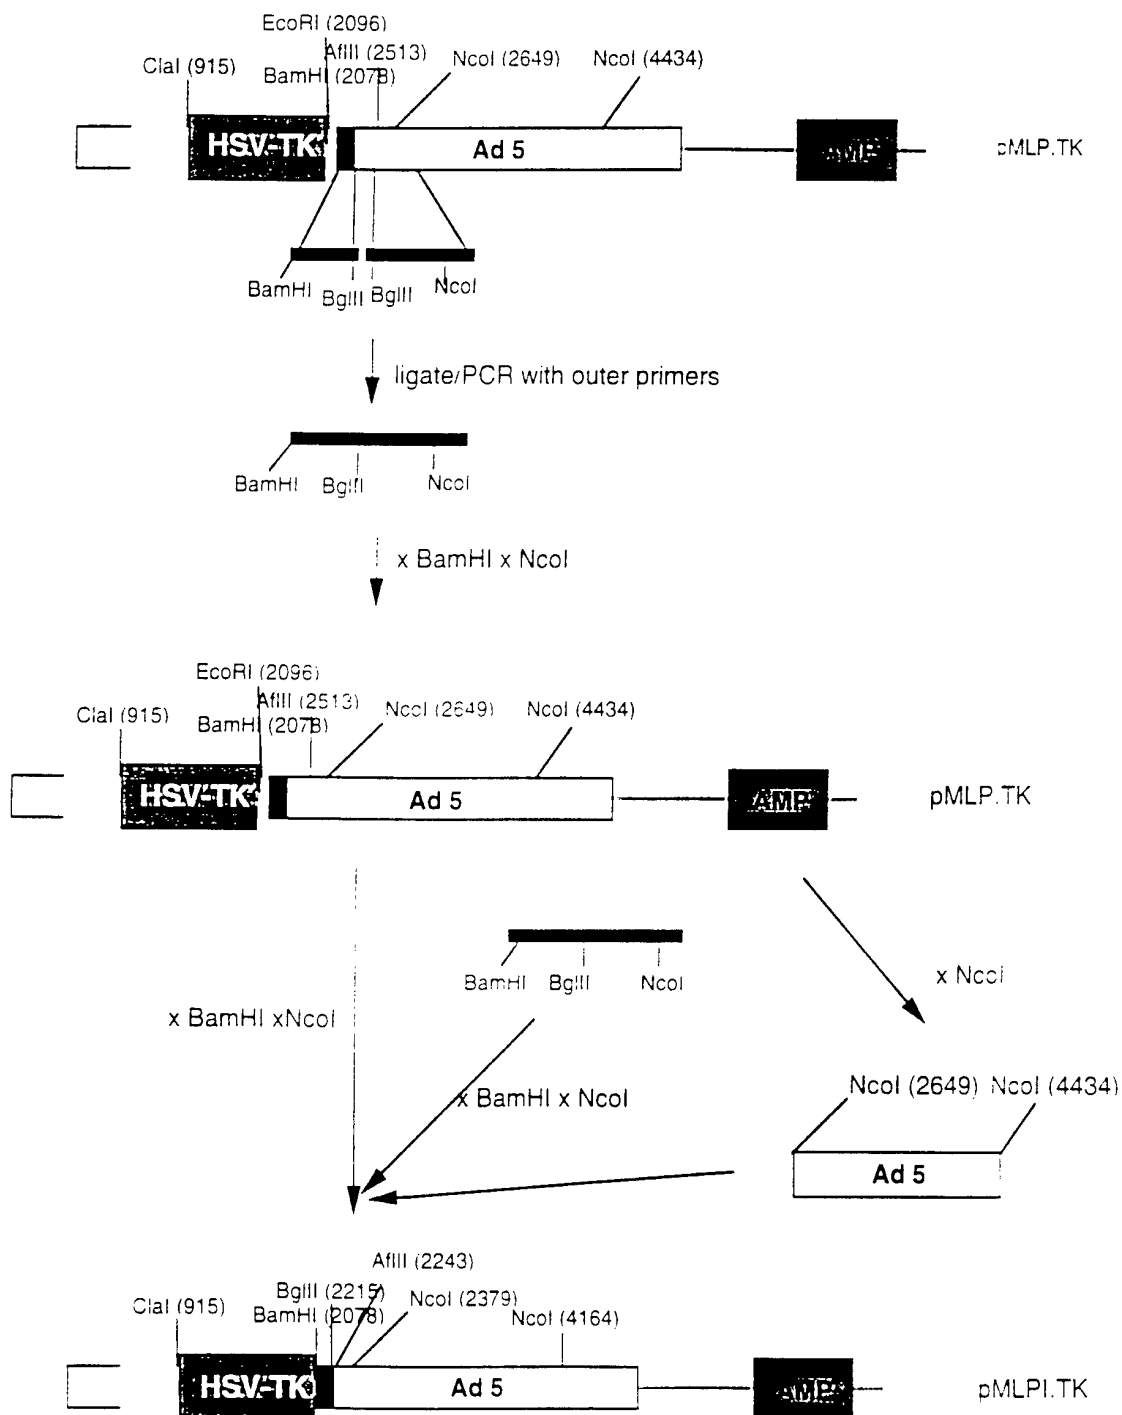 EcoRI (2096)
AflII (2513)
ClaI (915)
BamHI (2078)
NcoI (2649)
NcoI (4434)
HSV-TK
Ad 5
AMP
pMLP.TK
BamHI
BglII
BglII
NcoI
ligate/PCR with outer primers
BamHI
BglII
NcoI
x BamHI x NcoI
EcoRI (2096)
AflII (2513)
ClaI (915)
BamHI (2078)
NcoI (2649)
NcoI (4434)
HSV-TK
Ad 5
AMP
pMLP.TK
BamHI
BglII
NcoI
x NcoI
x BamHI xNcoI
x BamHI x NcoI
NcoI (2649)
NcoI (4434)
Ad 5
AflII (2243)
BglII (2215)
ClaI (915)
BamHI (2078)
NcoI (2379)
NcoI (4164)
HSV-TK
Ad 5
AMP
pMLPI.TK